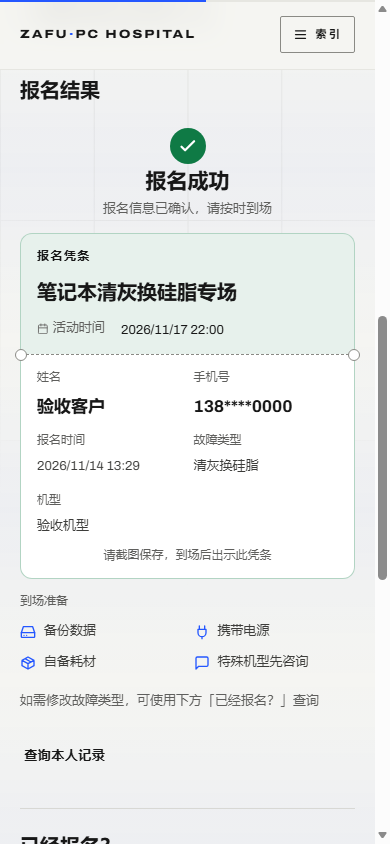 ZAFU·PC HOSPITAL
索引
报名结果
报名成功
报名信息已确认，请按时到场
报名凭条
笔记本清灰换硅脂专场
活动时间 2026/11/17 22:00
姓名 手机号
验收客户 138****0000
报名时间 故障类型
2026/11/14 13:29 清灰换硅脂
机型
验收机型
请截图保存，到场后出示此凭条
到场准备
备份数据 携带电源
自备耗材 特殊机型先咨询
如需修改故障类型，可使用下方「已经报名？」查询
查询本人记录
已经报名?